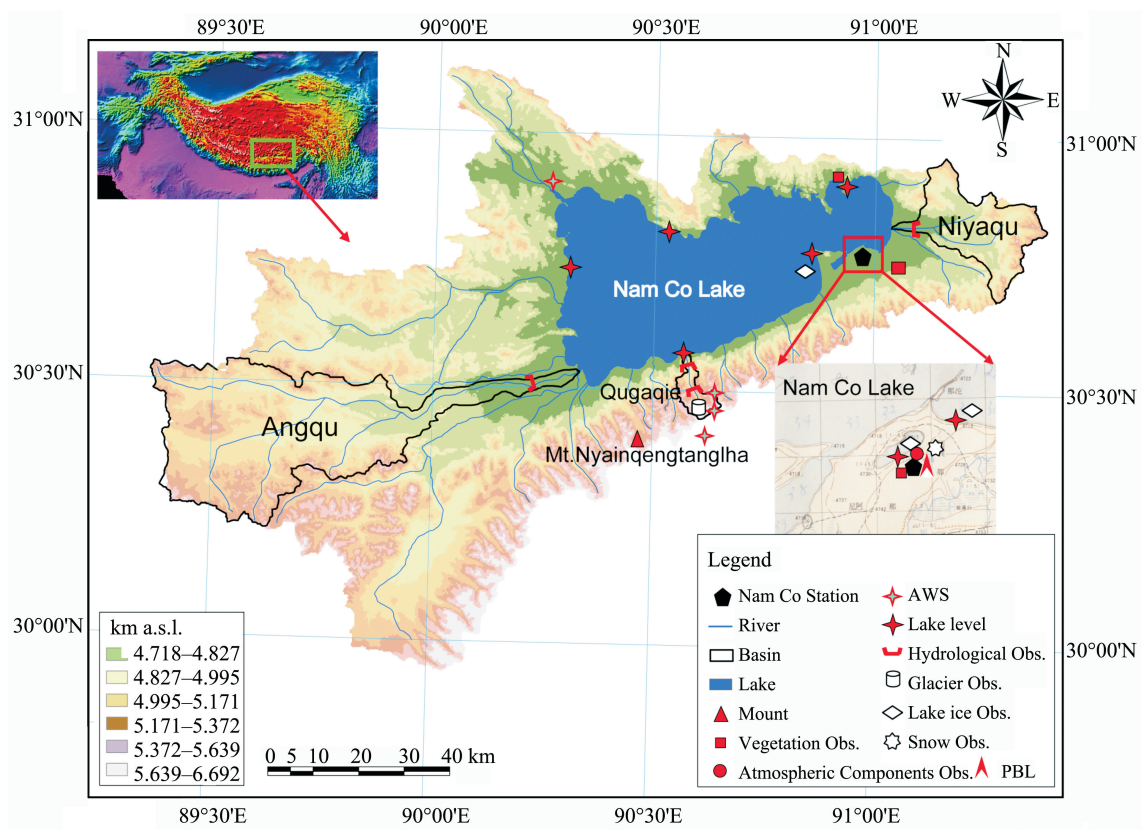 89°30′E 90°00′E 90°30′E 91°00′E
N
W E
S
31°00′N
31°00′N
Niyaqu
Nam Co Lake
30°30′N
30°30′N
Qugaqie
Nam Co Lake
Angqu
Mt.Nyainqengtanglha
Legend
Nam Co Station
AWS
River
Lake level
Basin
Hydrological Obs.
Lake
Glacier Obs.
Mount
Lake ice Obs.
Vegetation Obs.
Snow Obs.
Atmospheric Components Obs.
PBL
30°00′N
30°00′N
km a.s.l.
4.718–4.827
4.827–4.995
4.995–5.171
5.171–5.372
5.372–5.639
5.639–6.692
0 5 10 20 30 40 km
89°30′E 90°00′E 90°30′E 91°00′E